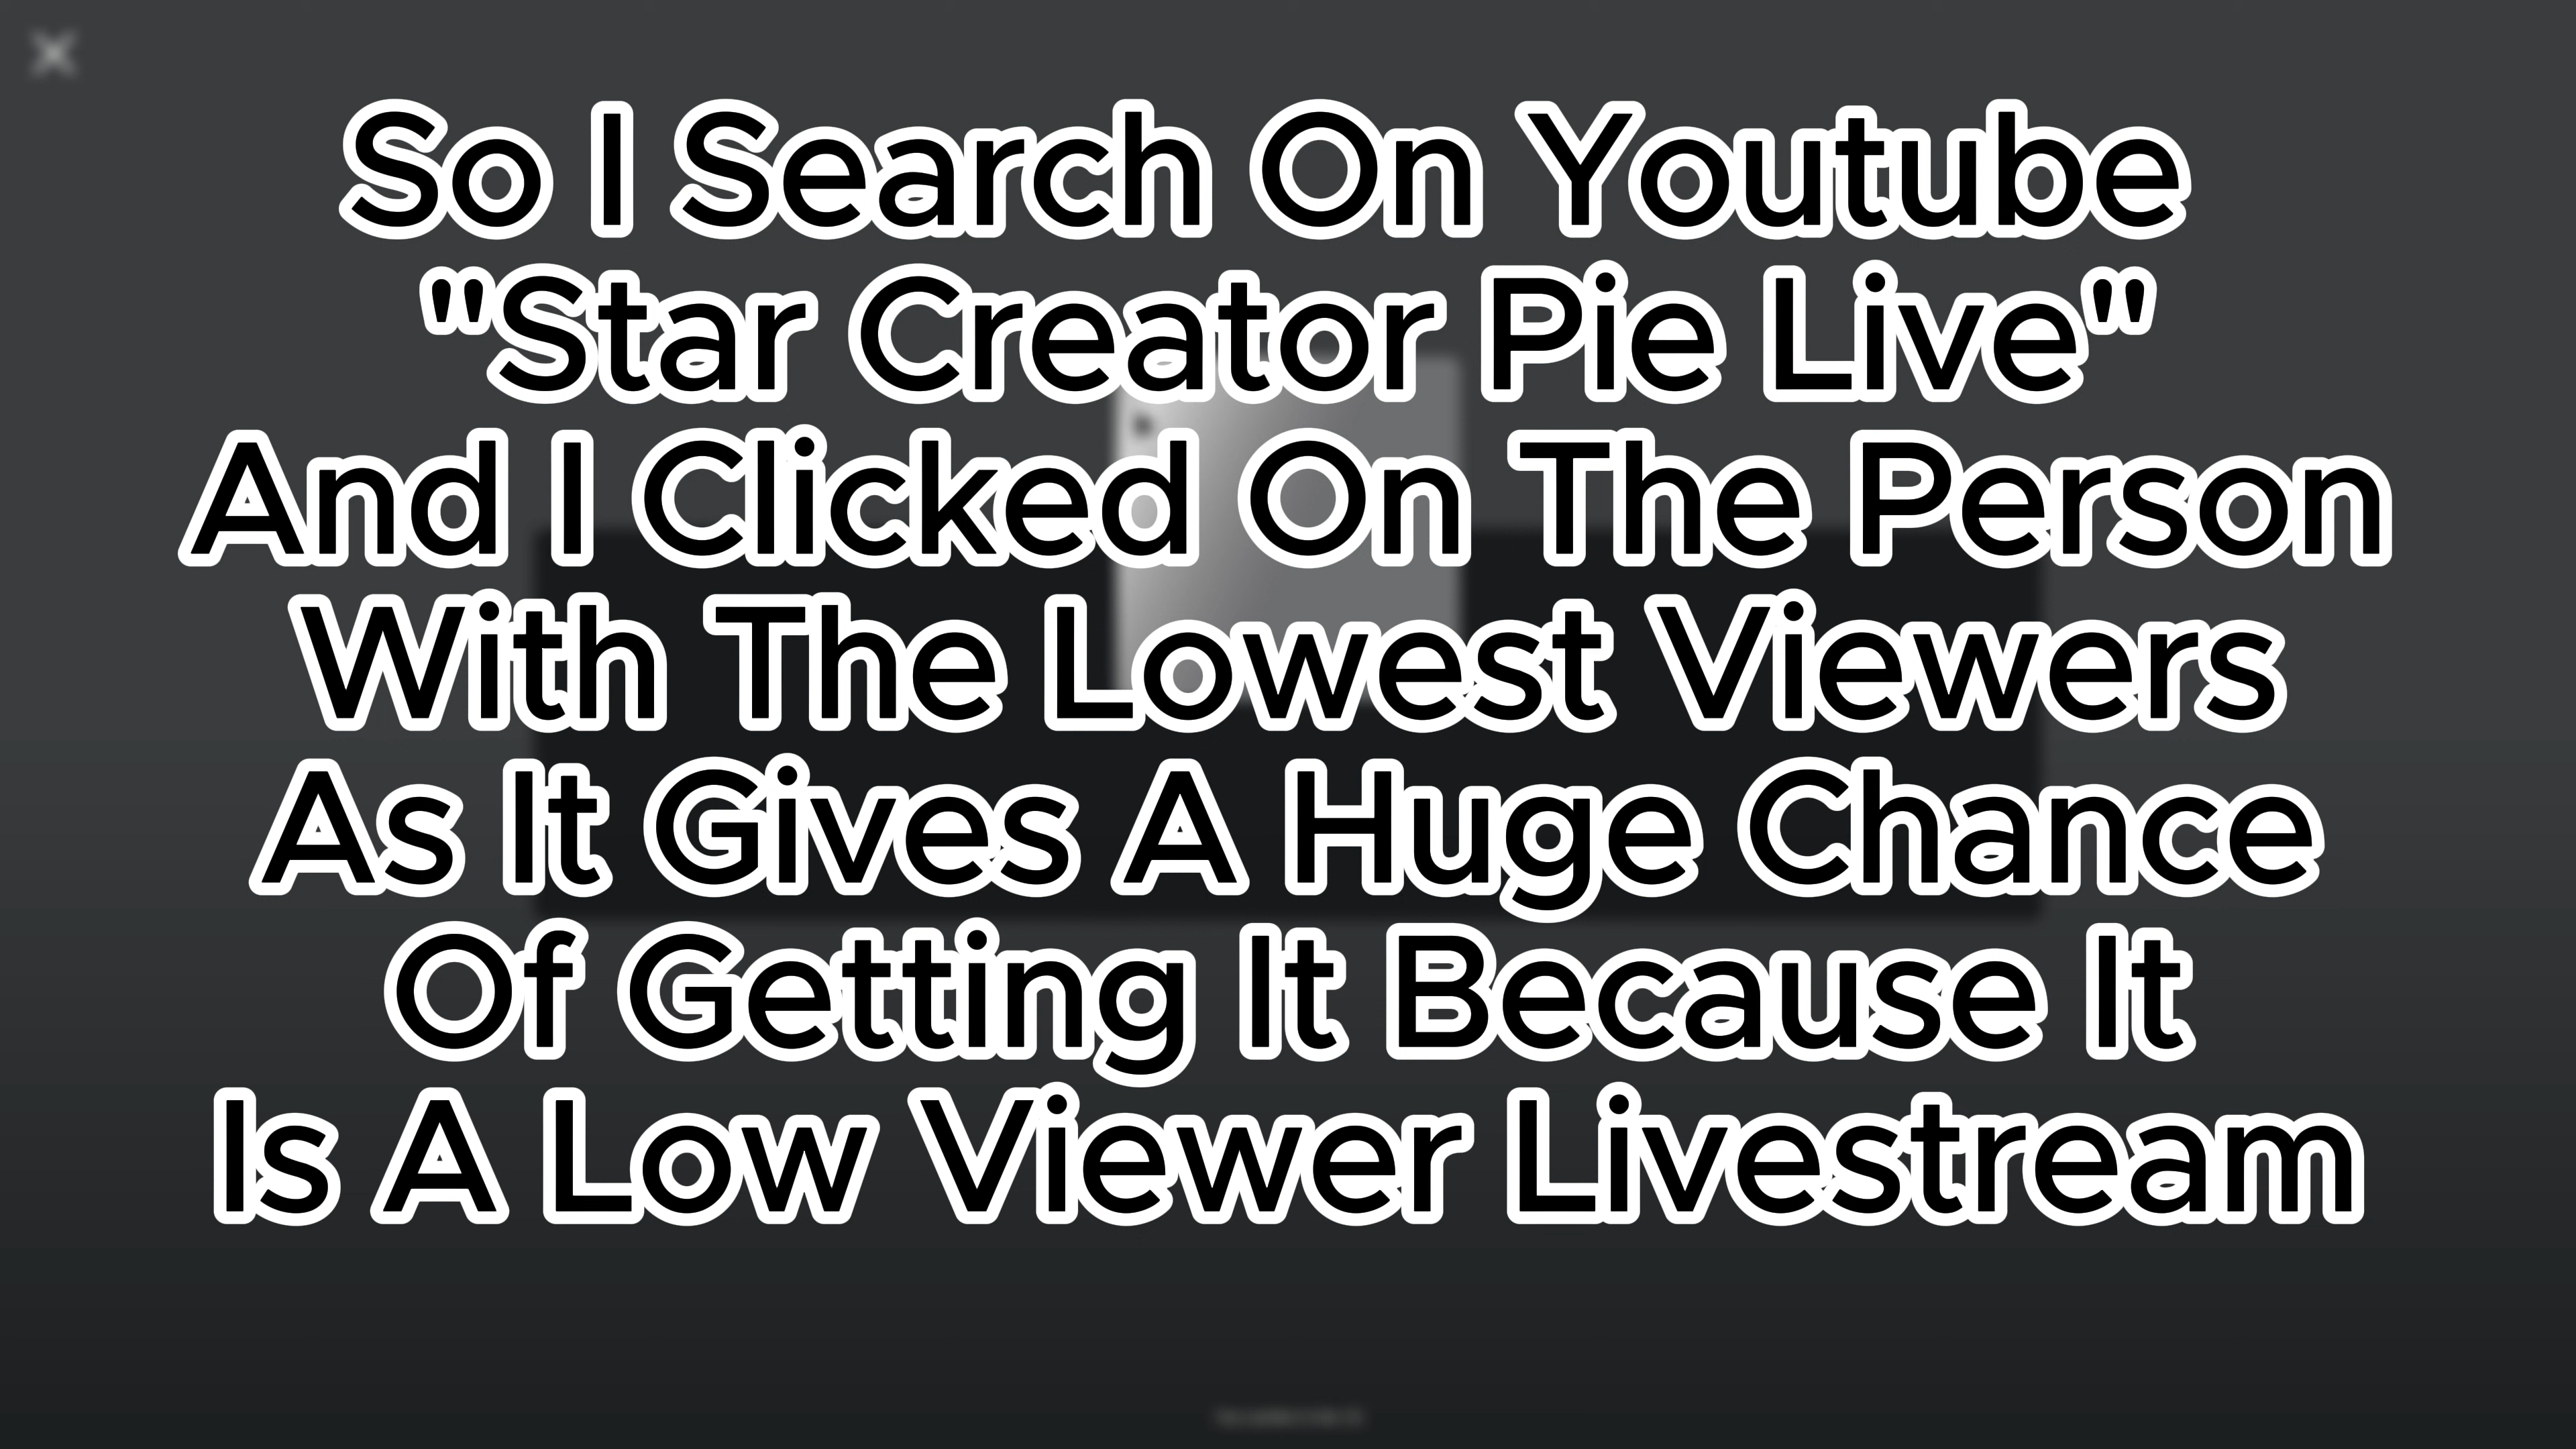 So I Search On Youtube
"Star Creator Pie Live"
And I Clicked On The Person
With The Lowest Viewers
As It Gives A Huge Chance
Of Getting It Because It
Is A Low Viewer Livestream